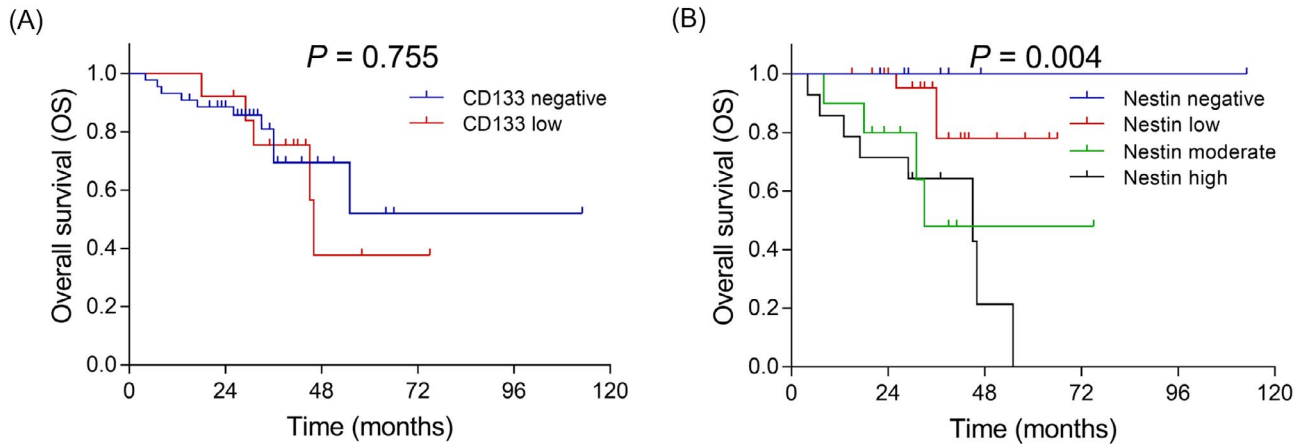 (A)
P = 0.755
CD133 negative
CD133 low
Overall survival (OS)
1.0
0.8
0.6
0.4
0.2
0.0
0 24 48 72 96 120
Time (months)
(B)
P = 0.004
Nestin negative
Nestin low
Nestin moderate
Nestin high
Overall survival (OS)
1.0
0.8
0.6
0.4
0.2
0.0
0 24 48 72 96 120
Time (months)